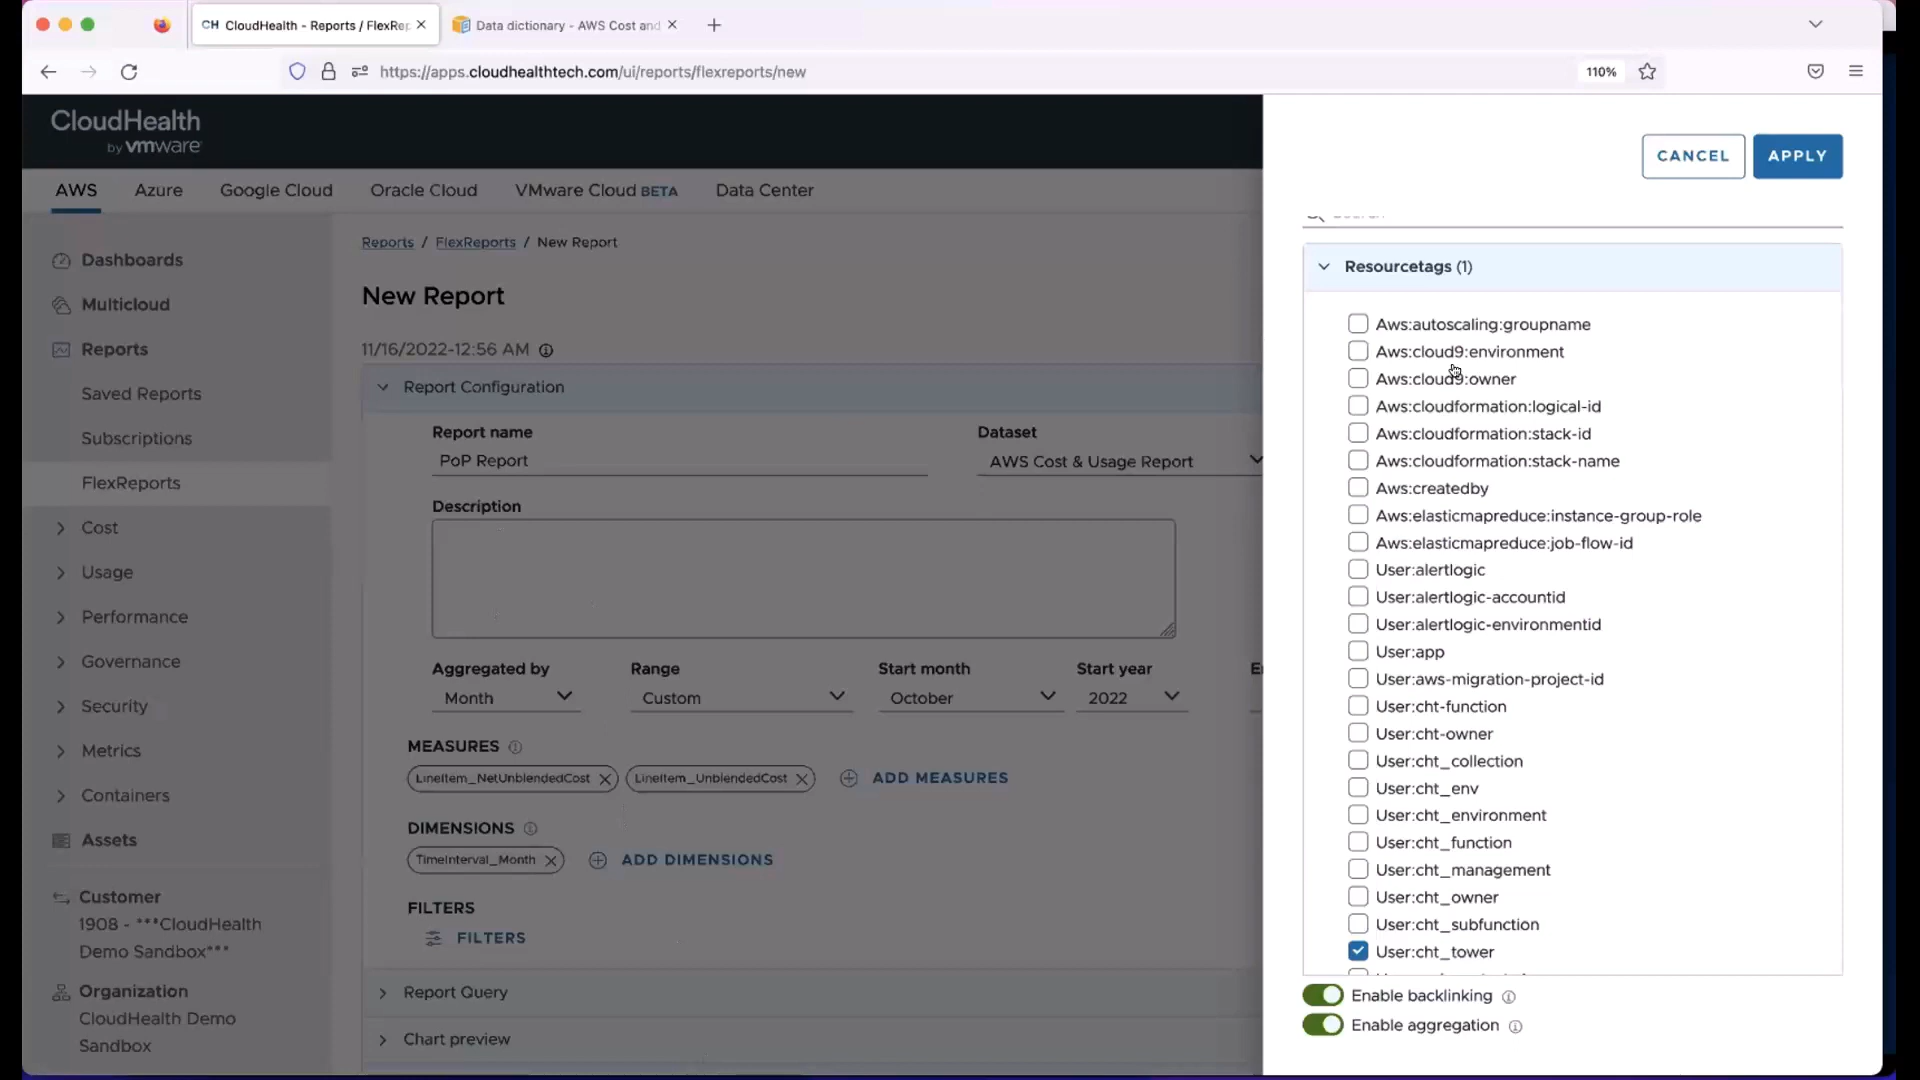 CH CloudHealth - Reports / FlexRep
Data dictionary - AWS Cost and
https://apps.cloudhealthtech.com/ui/reports/flexreports/new
110%
CloudHealth
by vmware
AWS
Azure
Google Cloud
Oracle Cloud
VMware Cloud BETA
Data Center
Dashboards
Multicloud
Reports
Saved Reports
Subscriptions
FlexReports
Cost
Usage
Performance
Governance
Security
Metrics
Containers
Assets
Customer
1908 - ***CloudHealth
Demo Sandbox***
Organization
CloudHealth Demo
Sandbox
Reports / FlexReports / New Report
New Report
11/16/2022-12:56 AM
Report Configuration
Report name
PoP Report
Dataset
AWS Cost & Usage Report
Description
Aggregated by
Month
Range
Custom
Start month
October
Start year
2022
MEASURES
LineItem_NetUnblendedCost
LineItem_UnblendedCost
ADD MEASURES
DIMENSIONS
TimeInterval_Month
ADD DIMENSIONS
FILTERS
FILTERS
Report Query
Chart preview
CANCEL
APPLY
Resourcetags (1)
Aws:autoscaling:groupname
Aws:cloud9:environment
Aws:cloud9:owner
Aws:cloudformation:logical-id
Aws:cloudformation:stack-id
Aws:cloudformation:stack-name
Aws:createdby
Aws:elasticmapreduce:instance-group-role
Aws:elasticmapreduce:job-flow-id
User:alertlogic
User:alertlogic-accountid
User:alertlogic-environmentid
User:app
User:aws-migration-project-id
User:cht-function
User:cht-owner
User:cht_collection
User:cht_env
User:cht_environment
User:cht_function
User:cht_management
User:cht_owner
User:cht_subfunction
User:cht_tower
Enable backlinking
Enable aggregation